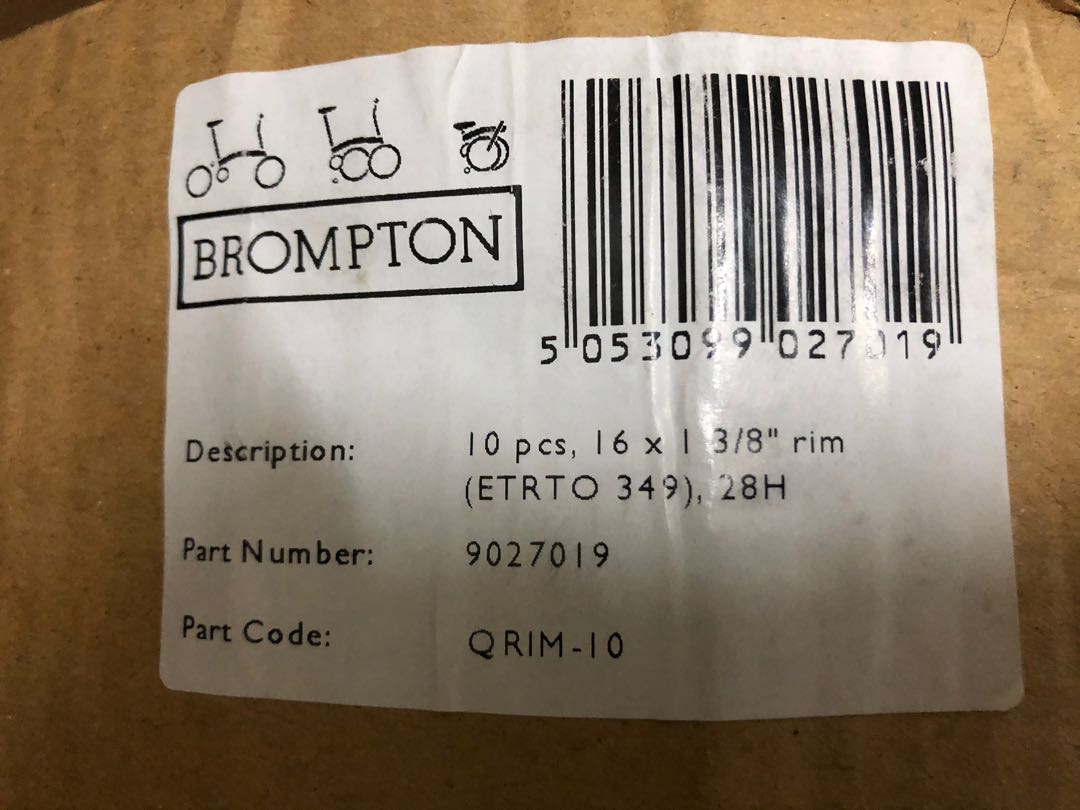 BROMPTON
5 053099 027019
Description: 10 pcs, 16 x 1 3/8" rim
(ETRTO 349), 28H
Part Number: 9027019
Part Code: QRIM-10